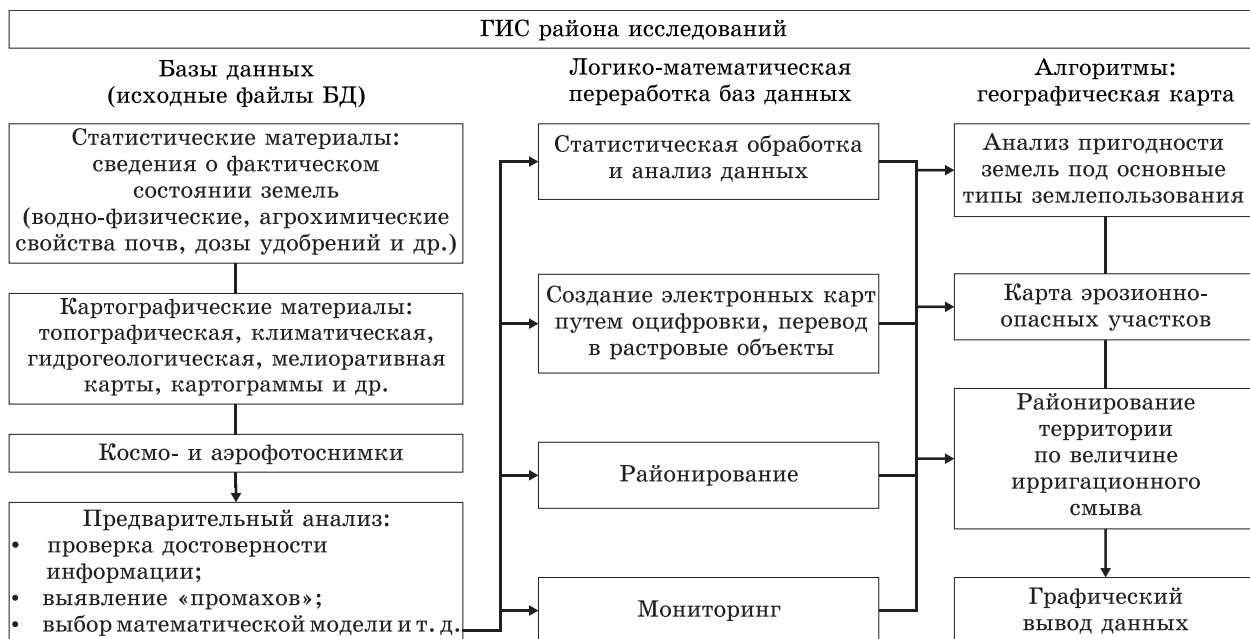 ГИС района исследований
Базы данных
(исходные файлы БД)
Статистические материалы:
сведения о фактическом
состоянии земель
(водно-физические, агрохимические
свойства почв, дозы удобрений и др.)
Картографические материалы:
топографическая, климатическая,
гидрогеологическая, мелиоративная
карты, картограммы и др.
Космо- и аэрофотоснимки
Предварительный анализ:
• проверка достоверности
информации;
• выявление «промахов»;
• выбор математической модели и т. д.
Логико-математическая
переработка баз данных
Статистическая обработка
и анализ данных
Создание электронных карт
путем оцифровки, перевод
в растровые объекты
Районирование
Мониторинг
Алгоритмы:
географическая карта
Анализ пригодности
земель под основные
типы землепользования
Карта эрозионно-
опасных участков
Районирование
территории
по величине
ирригационного
смыва
Графический
вывод данных